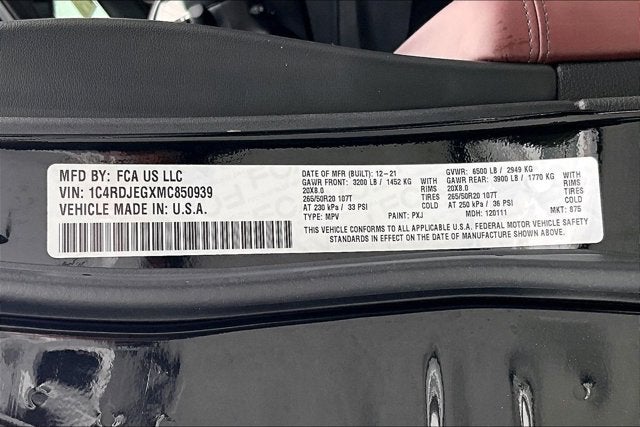 MFD BY: FCA US LLC
VIN: 1C4RDJEGXMC850939
VEHICLE MADE IN: U.S.A.
DATE OF MFR (BUILT): 12-21 GVWR: 6500 LB / 2949 KG
GAWR FRONT: 3200 LB / 1452 KG WITH GAWR REAR: 3900 LB / 1770 KG WITH
20X8.0 RIMS 20X8.0 RIMS
265/50R20 107T TIRES 265/50R20 107T TIRES
AT 230 kPa / 33 PSI COLD AT 250 kPa / 36 PSI COLD
TYPE: MPV PAINT: PXJ MDH: 120111 MKT: 875
THIS VEHICLE CONFORMS TO ALL APPLICABLE U.S.A. FEDERAL MOTOR VEHICLE SAFETY
STANDARDS IN EFFECT ON THE DATE OF MANUFACTURE SHOWN ABOVE.